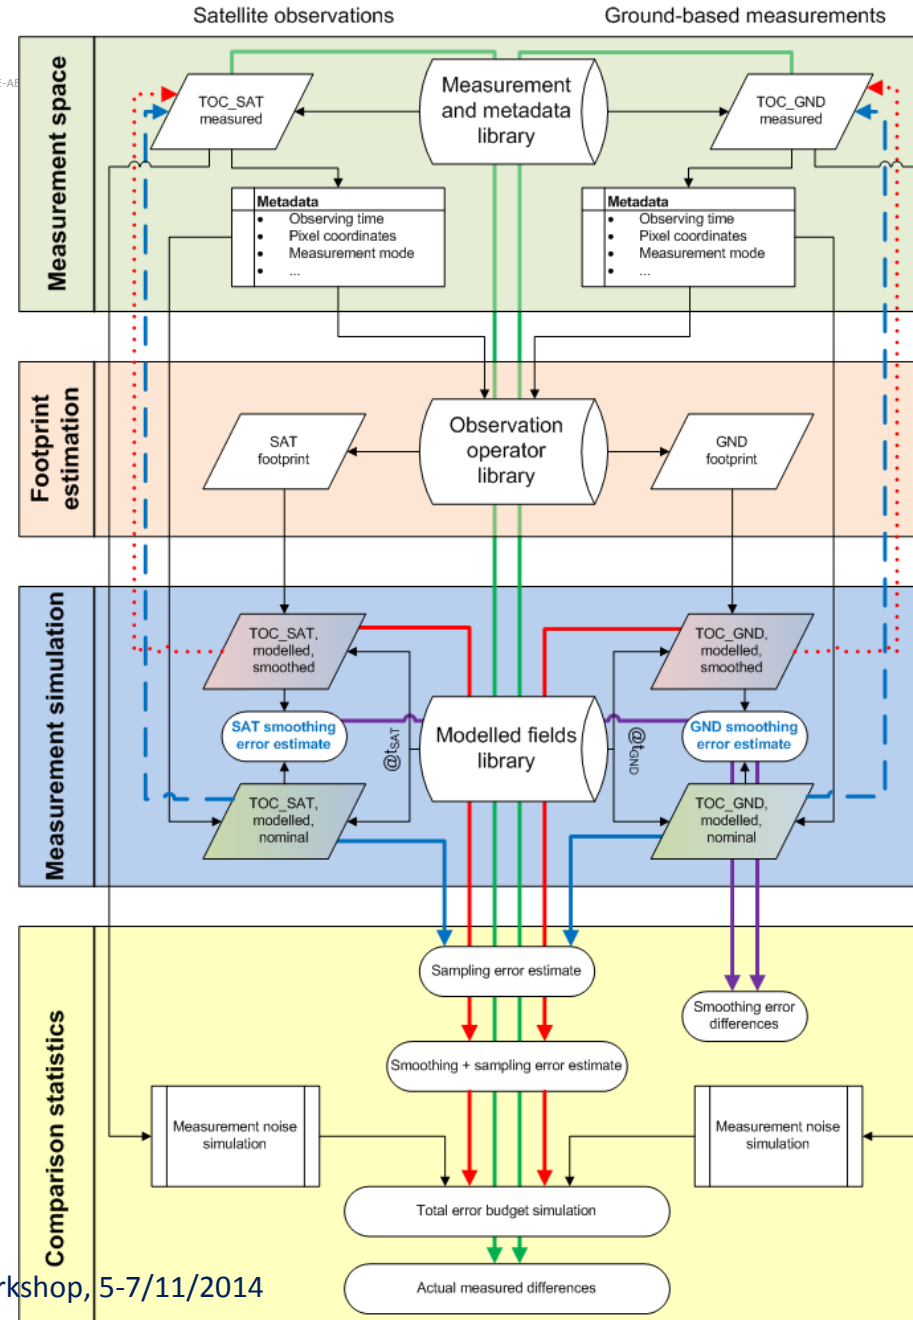 Satellite observations
Ground-based measurements
Measurement space
E-AE
TOC_SAT
measured
Measurement
and metadata
library
TOC_GND
measured
Metadata
• Observing time
• Pixel coordinates
• Measurement mode
• ...
Metadata
• Observing time
• Pixel coordinates
• Measurement mode
• ...
Footprint
estimation
SAT
footprint
Observation
operator
library
GND
footprint
Measurement simulation
TOC_SAT,
modelled,
smoothed
TOC_GND,
modelled,
smoothed
SAT smoothing
error estimate
@tSAT
Modelled fields
library
@tGND
GND smoothing
error estimate
TOC_SAT,
modelled,
nominal
TOC_GND,
modelled,
nominal
Comparison statistics
Sampling error estimate
Smoothing error
differences
Smoothing + sampling error estimate
Measurement noise
simulation
Measurement noise
simulation
Total error budget simulation
Actual measured differences
rkshop, 5-7/11/2014